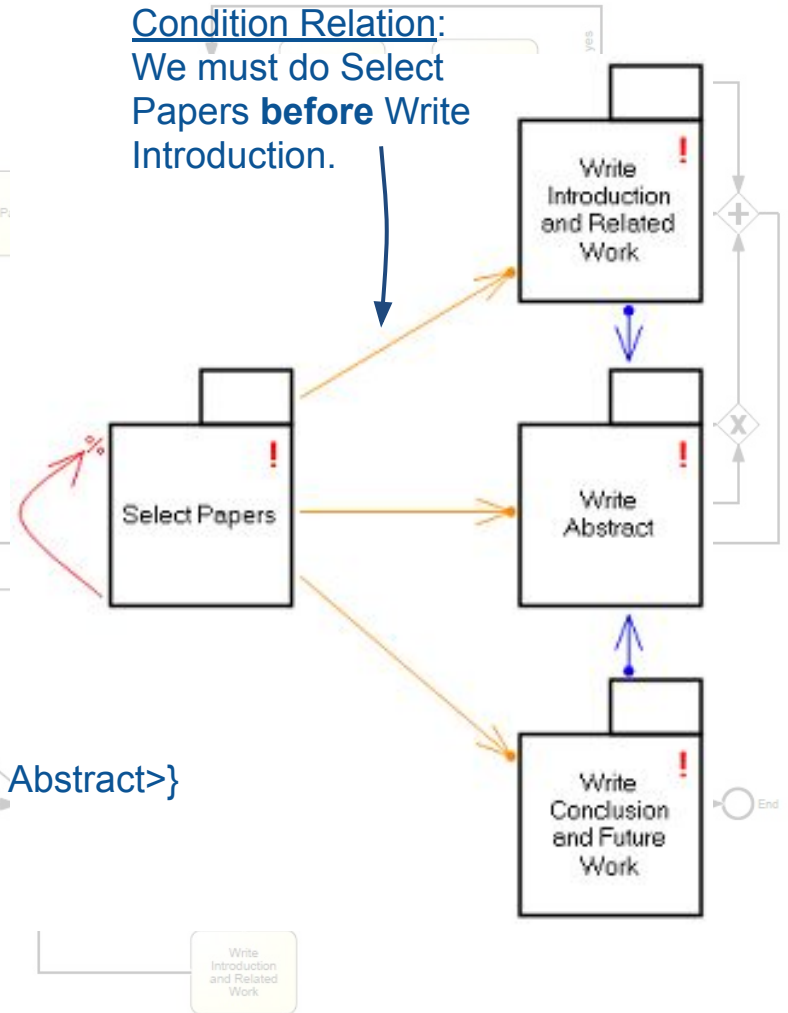 Condition Relation:
We must do Select
Papers before Write
Introduction.
yes
!
Write
Introduction
and Related
Work
+
%
!
Select Papers
!
Write
Abstract
X
Abstract>}
!
Write
Conclusion
and Future
Work
End
Write
Introduction
and Related
Work